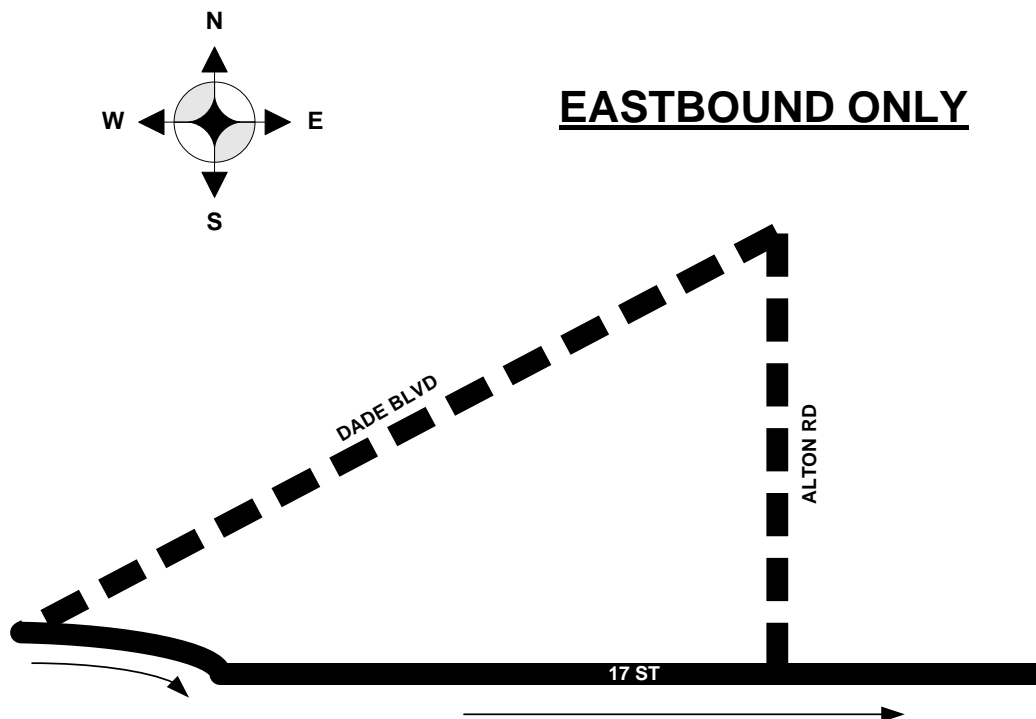 N
W
E
S
EASTBOUND ONLY
DADE BLVD
ALTON RD
17 ST